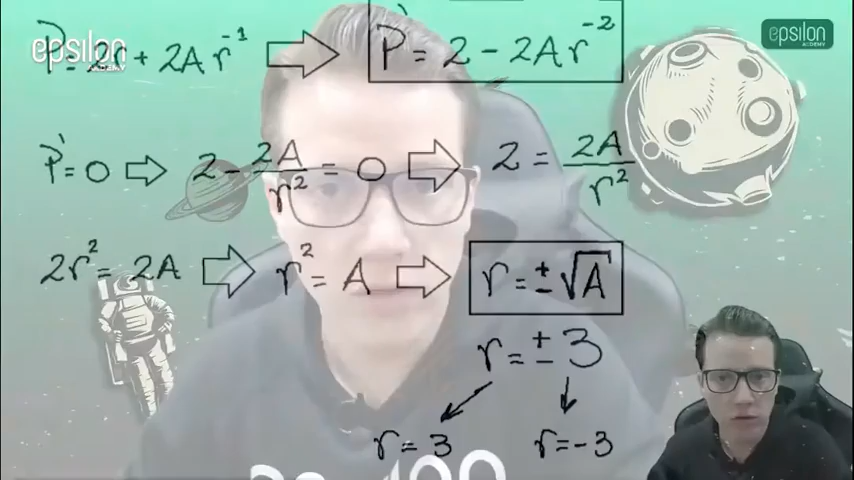 epsilon
ACADEMY
epsilon
ACADEMY
P = 2r + 2Ar⁻¹ ⇒ P' = 2 - 2Ar⁻²
P' = 0 ⇒ 2 - 2A/r² = 0 ⇒ 2 = 2A/r²
2r² = 2A ⇒ r² = A ⇒ r = ±√A
r = ±3
r = 3 r = -3